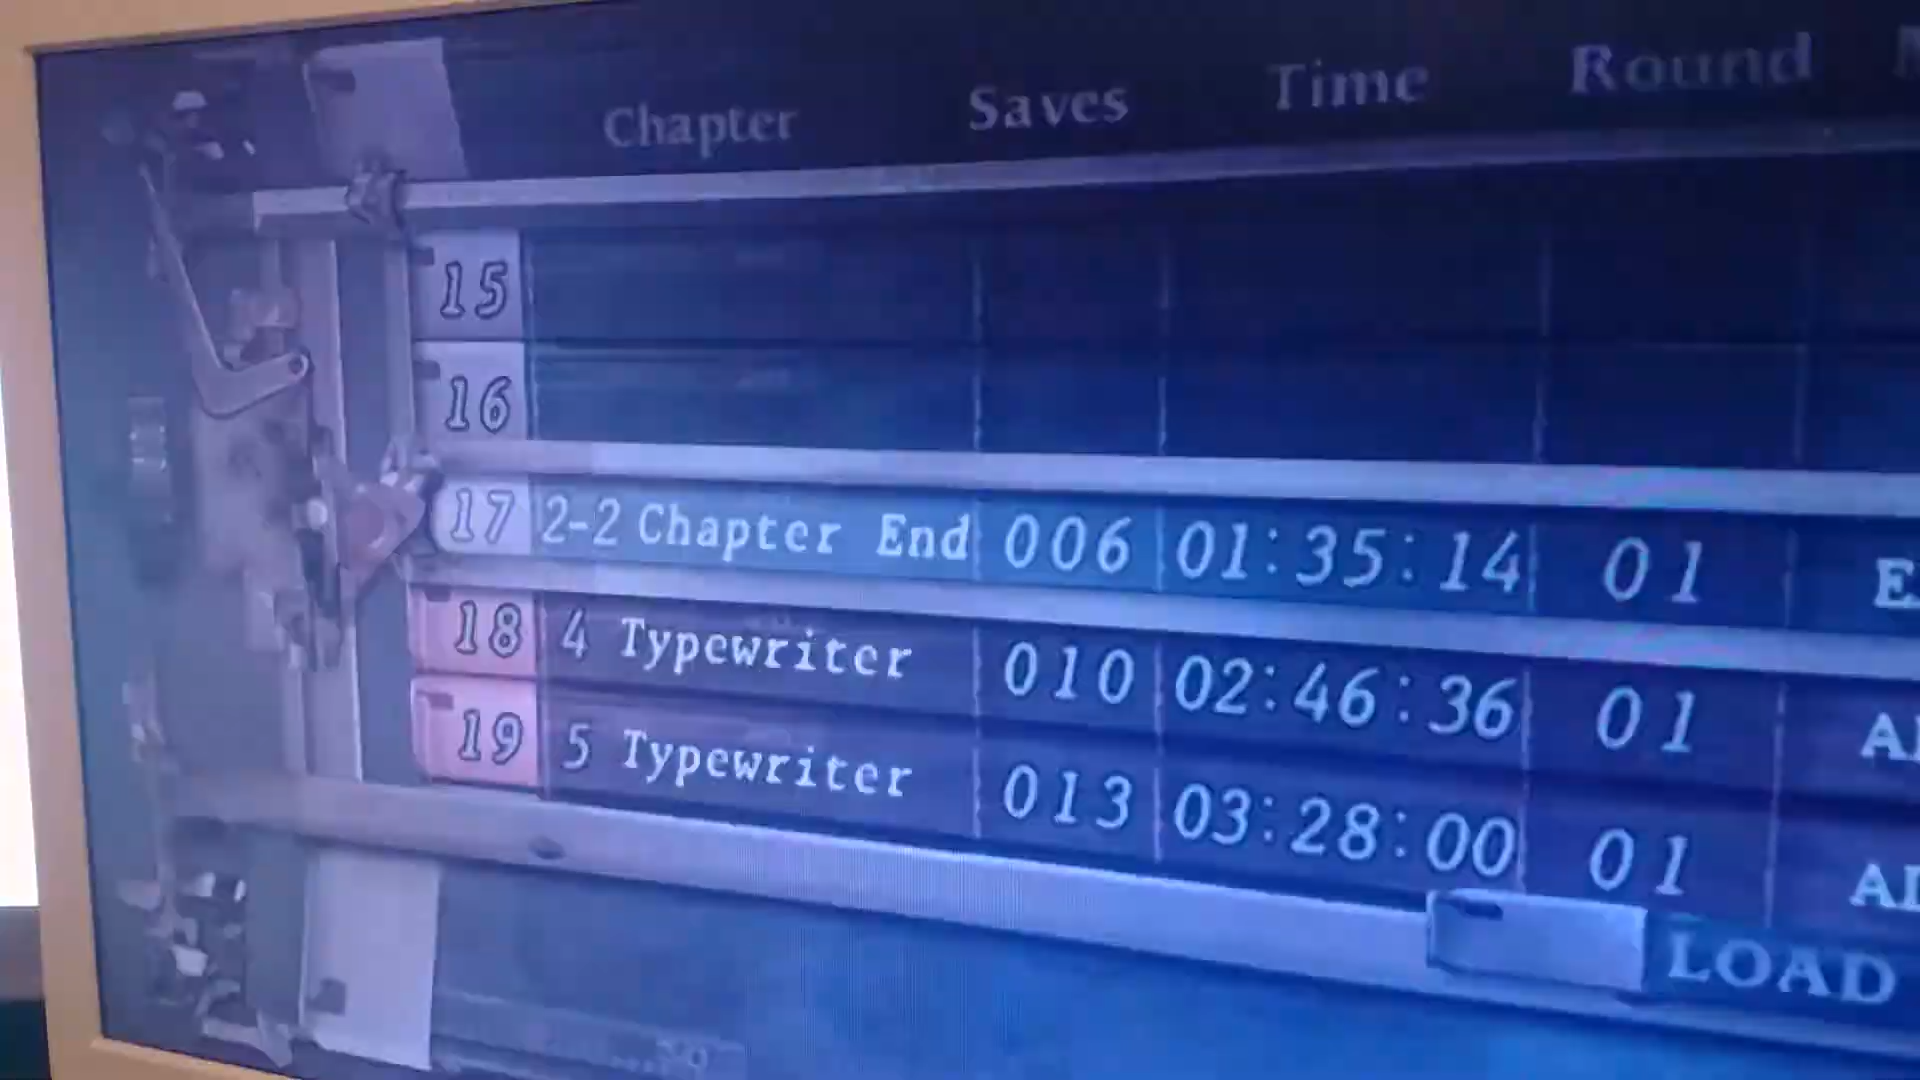 Chapter Saves Time Round
15
16
17 2-2 Chapter End 006 01:35:14 01
18 4 Typewriter 010 02:46:36 01
19 5 Typewriter 013 03:28:00 01
LOAD